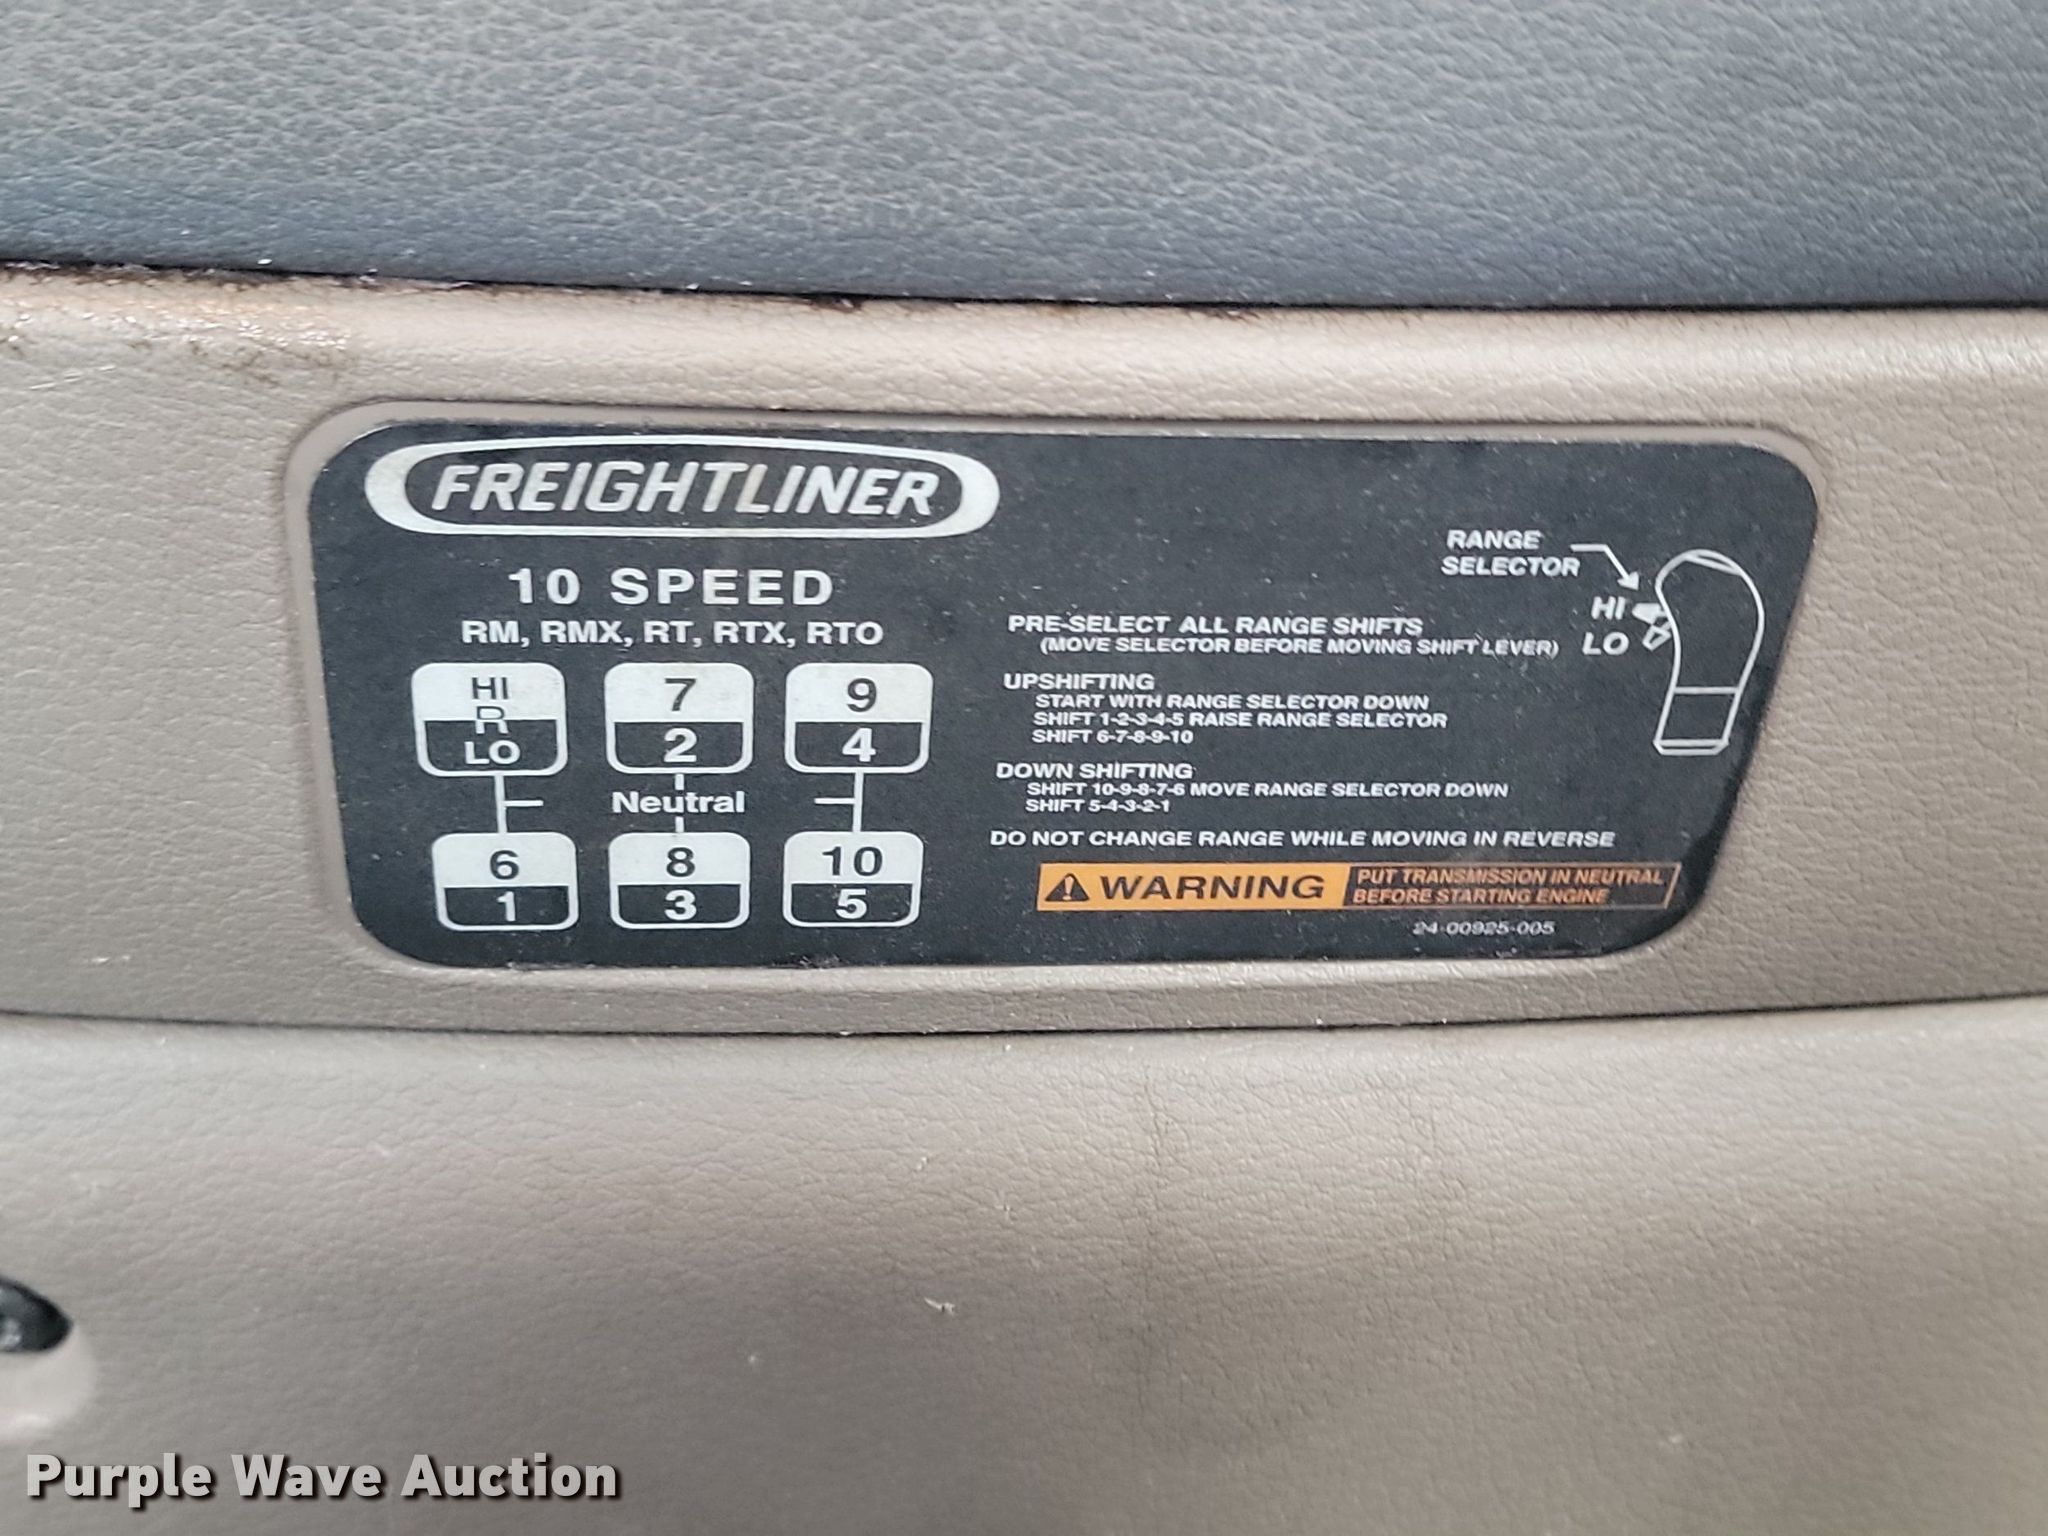 FREIGHTLINER
10 SPEED
RM, RMX, RT, RTX, RTO
HI
R
LO
7
2
9
4
Neutral
6
1
8
3
10
5
RANGE
SELECTOR
HI
LO
PRE-SELECT ALL RANGE SHIFTS
(MOVE SELECTOR BEFORE MOVING SHIFT LEVER)
UPSHIFTING
START WITH RANGE SELECTOR DOWN
SHIFT 1-2-3-4-5 RAISE RANGE SELECTOR
SHIFT 6-7-8-9-10
DOWN SHIFTING
SHIFT 10-9-8-7-6 MOVE RANGE SELECTOR DOWN
SHIFT 5-4-3-2-1
DO NOT CHANGE RANGE WHILE MOVING IN REVERSE
WARNING
PUT TRANSMISSION IN NEUTRAL
BEFORE STARTING ENGINE
24-00925-005
Purple Wave Auction